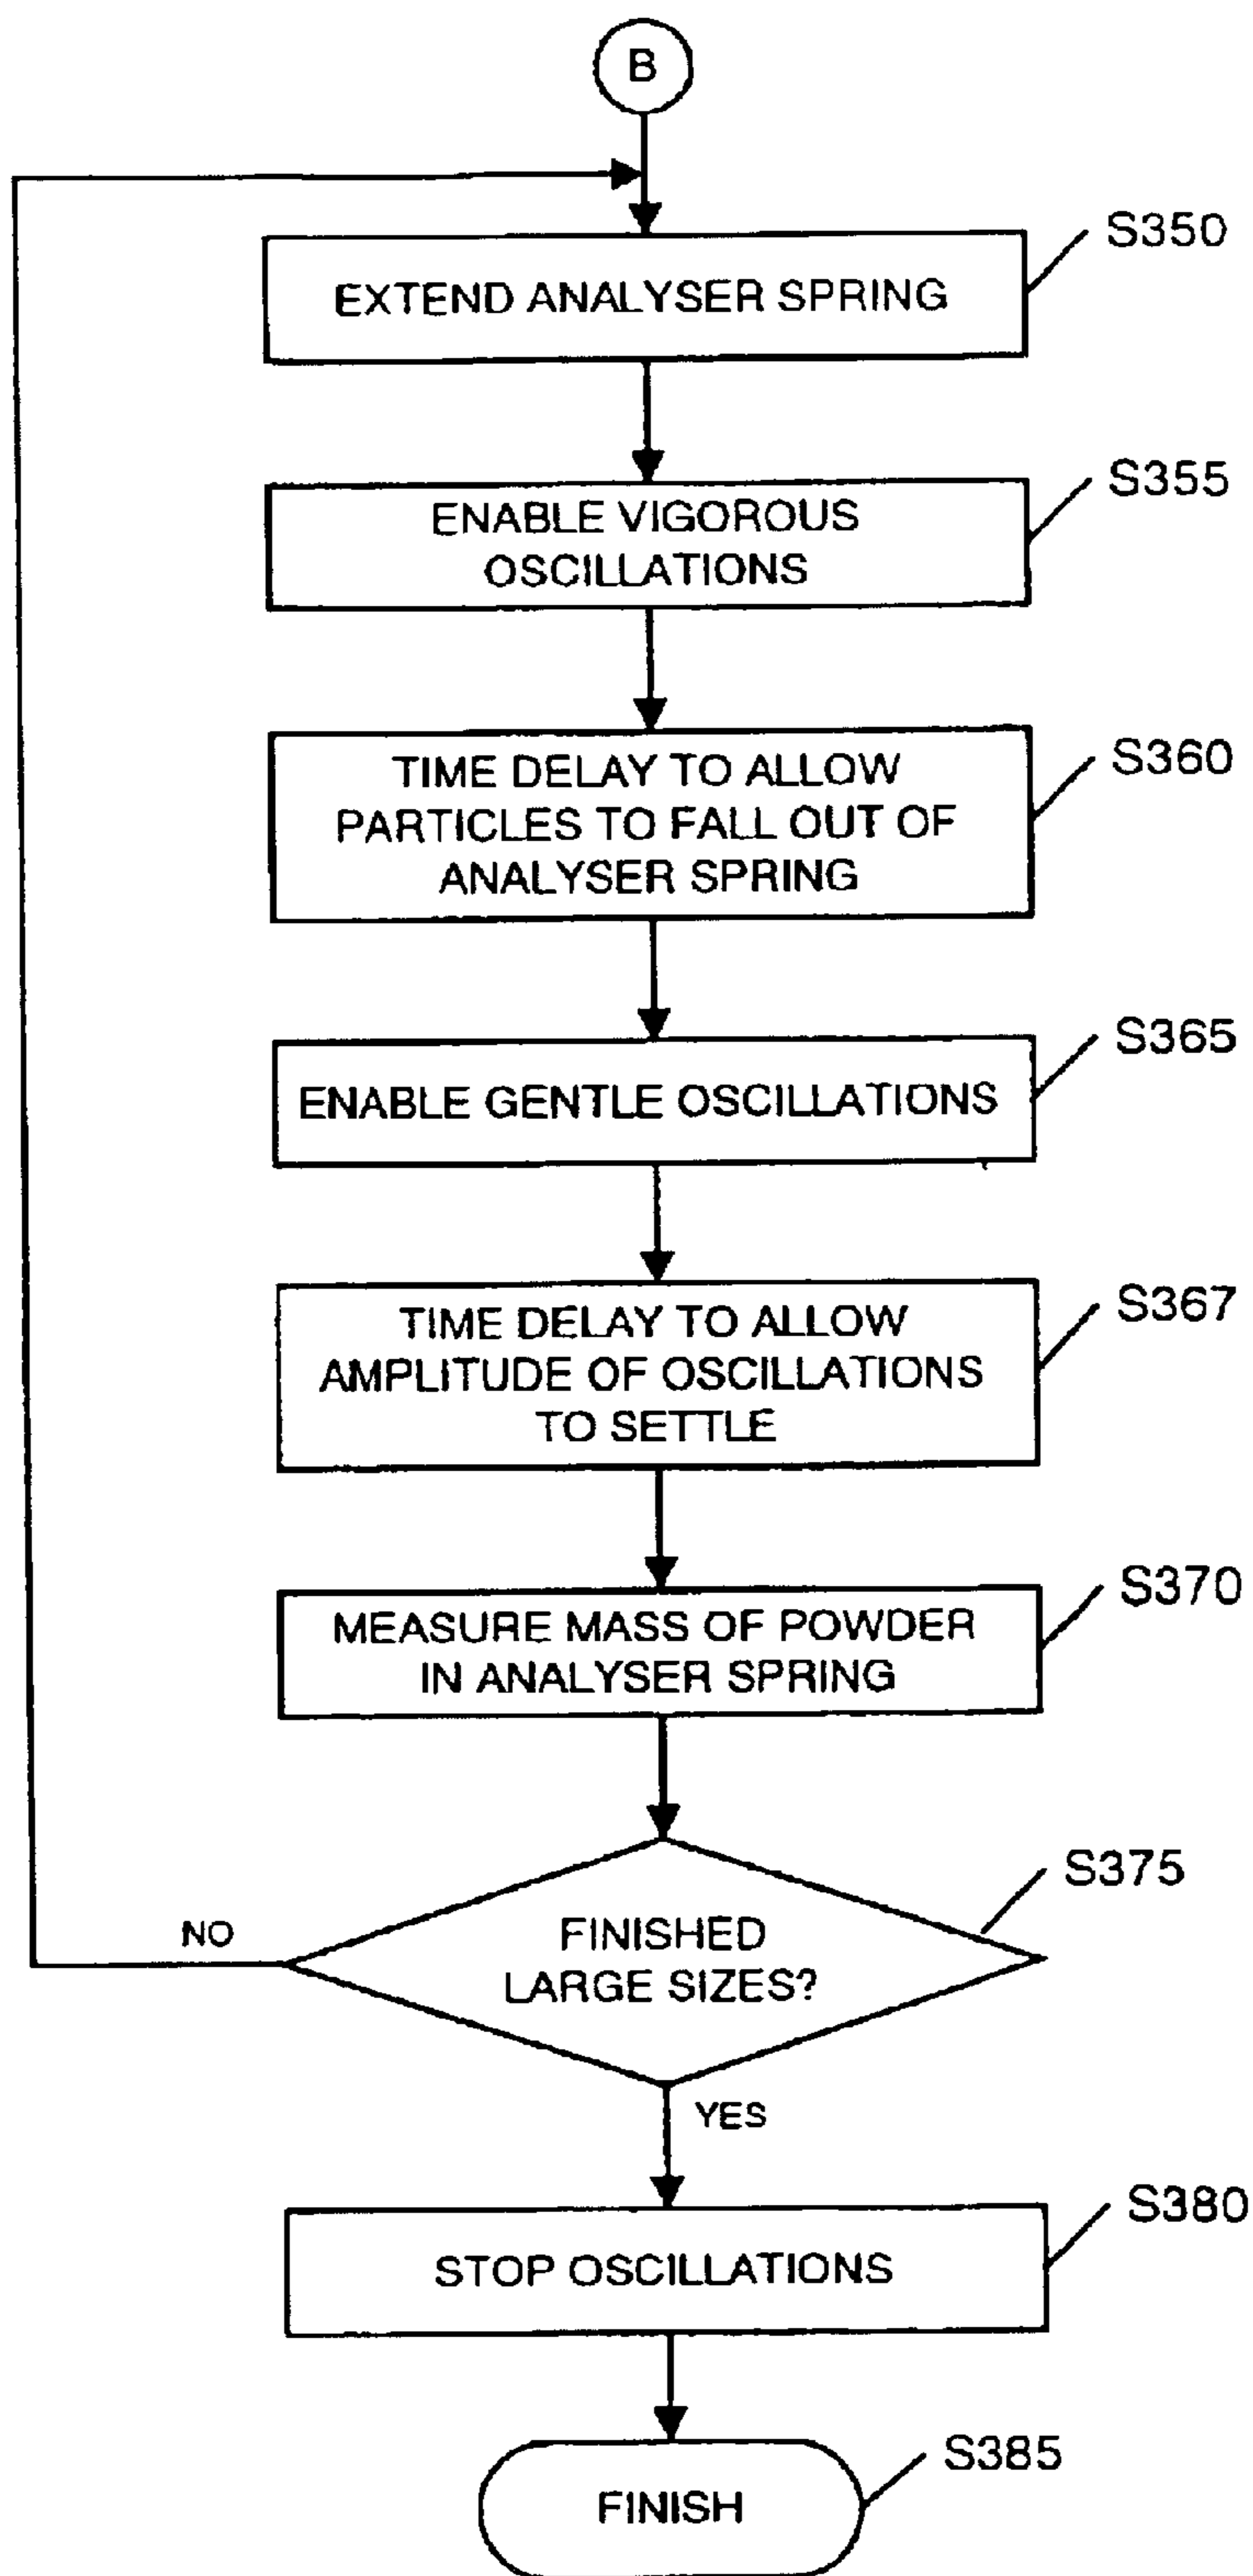 B
S350
EXTEND ANALYSER SPRING
S355
ENABLE VIGOROUS
OSCILLATIONS
S360
TIME DELAY TO ALLOW
PARTICLES TO FALL OUT OF
ANALYSER SPRING
S365
ENABLE GENTLE OSCILLATIONS
S367
TIME DELAY TO ALLOW
AMPLITUDE OF OSCILLATIONS
TO SETTLE
S370
MEASURE MASS OF POWDER
IN ANALYSER SPRING
S375
NO
FINISHED
LARGE SIZES?
YES
S380
STOP OSCILLATIONS
S385
FINISH